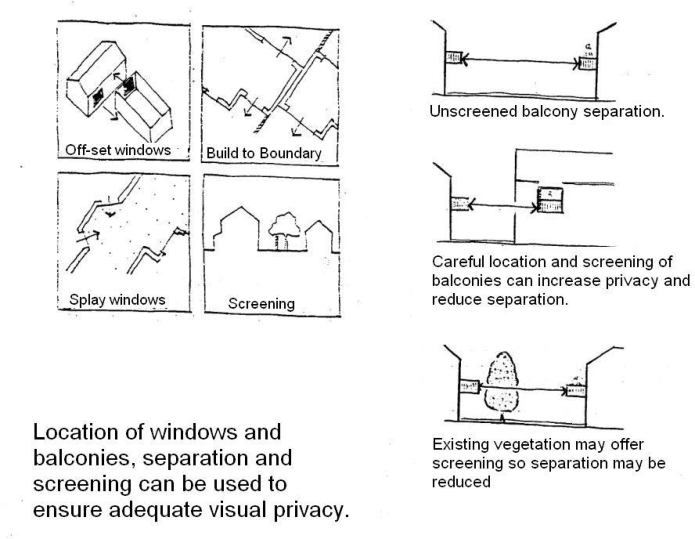 Off-set windows
Build to Boundary
Splay windows
Screening
Location of windows and
balconies, separation and
screening can be used to
ensure adequate visual privacy.
Unscreened balcony separation.
Careful location and screening of
balconies can increase privacy and
reduce separation.
Existing vegetation may offer
screening so separation may be
reduced